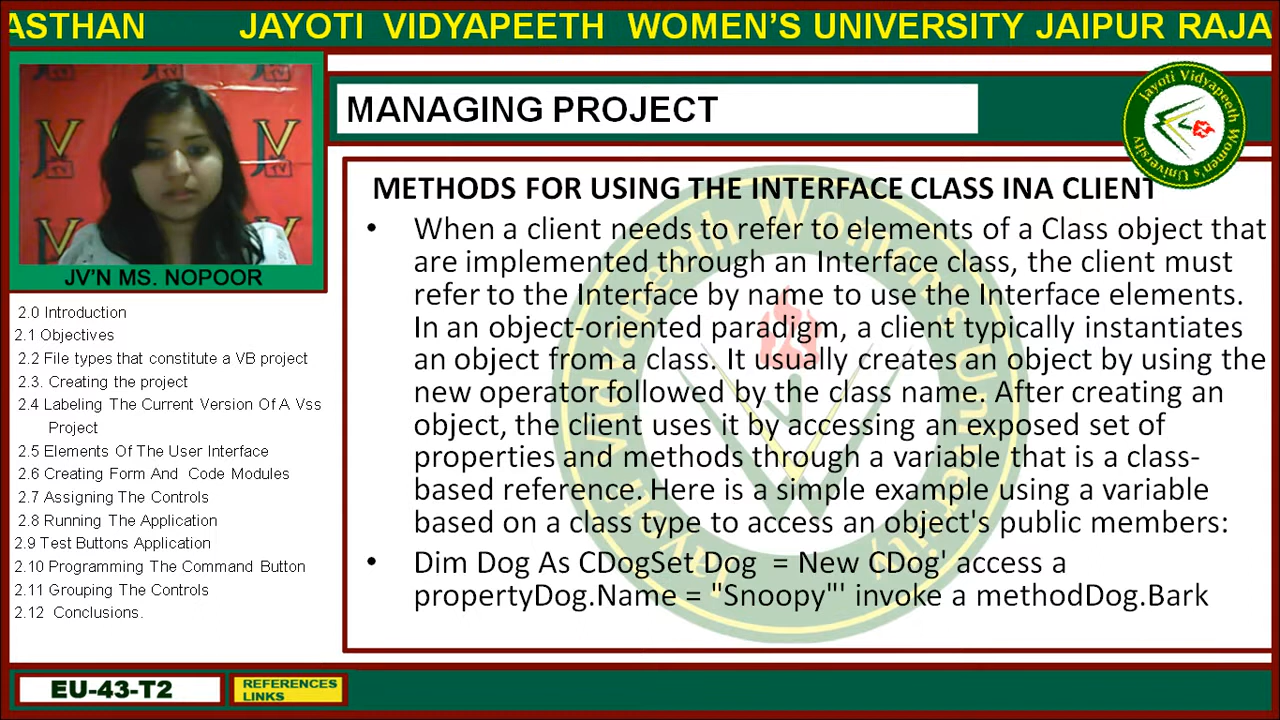 ASTHAN JAYOTI VIDYAPEETH WOMEN'S UNIVERSITY JAIPUR RAJA
MANAGING PROJECT
Jayoti Vidyapeeth Women's University
JV'N MS. NOPOOR
2.0 Introduction
2.1 Objectives
2.2 File types that constitute a VB project
2.3. Creating the project
2.4 Labeling The Current Version Of A Vss
Project
2.5 Elements Of The User Interface
2.6 Creating Form And Code Modules
2.7 Assigning The Controls
2.8 Running The Application
2.9 Test Buttons Application
2.10 Programming The Command Button
2.11 Grouping The Controls
2.12 Conclusions.
METHODS FOR USING THE INTERFACE CLASS INA CLIENT
• When a client needs to refer to elements of a Class object that
are implemented through an Interface class, the client must
refer to the Interface by name to use the Interface elements.
In an object-oriented paradigm, a client typically instantiates
an object from a class. It usually creates an object by using the
new operator followed by the class name. After creating an
object, the client uses it by accessing an exposed set of
properties and methods through a variable that is a class-
based reference. Here is a simple example using a variable
based on a class type to access an object's public members:
• Dim Dog As CDogSet Dog = New CDog' access a
propertyDog.Name = "Snoopy"' invoke a methodDog.Bark
EU-43-T2
REFERENCES
LINKS